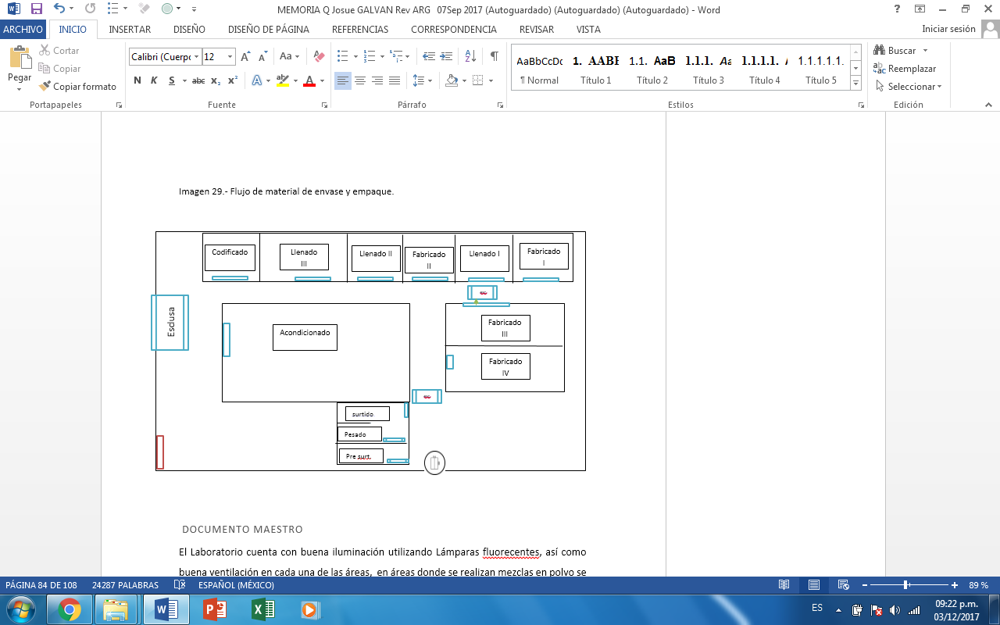 MEMORIA Q Josue GALVAN Rev ARG 07Sep 2017 (Autoguardado) (Autoguardado) (Autoguardado) - Word
ARCHIVO INICIO INSERTAR DISEÑO DISEÑO DE PÁGINA REFERENCIAS CORRESPONDENCIA REVISAR VISTA Iniciar sesión
Pegar
Cortar
Copiar
Copiar formato
Portapapeles
Calibri (Cuerpo 12
N K S abc x₂ x²
Fuente
Párrafo
AaBbCcDc 1. AABB 1.1. AaB 1.1.1. Aa 1.1.1.1. A 1.1.1.1.1.
¶ Normal Título 1 Título 2 Título 3 Título 4 Título 5
Estilos
Buscar
Reemplazar
Seleccionar
Edición
Imagen 29.- Flujo de material de envase y empaque.
Codificado
Llenado
III
Llenado II
Fabricado
II
Llenado I
Fabricado
I
Esclusa
Acondicionado
Fabricado
III
Fabricado
IV
surtido
Pesado
Pre surt.
DOCUMENTO MAESTRO
El Laboratorio cuenta con buena iluminación utilizando Lámparas fluorecentes, así como
buena ventilación en cada una de las áreas, en áreas donde se realizan mezclas en polvo se
PÁGINA 84 DE 108 24287 PALABRAS ESPAÑOL (MÉXICO) 89 %
ES
09:22 p.m.
03/12/2017